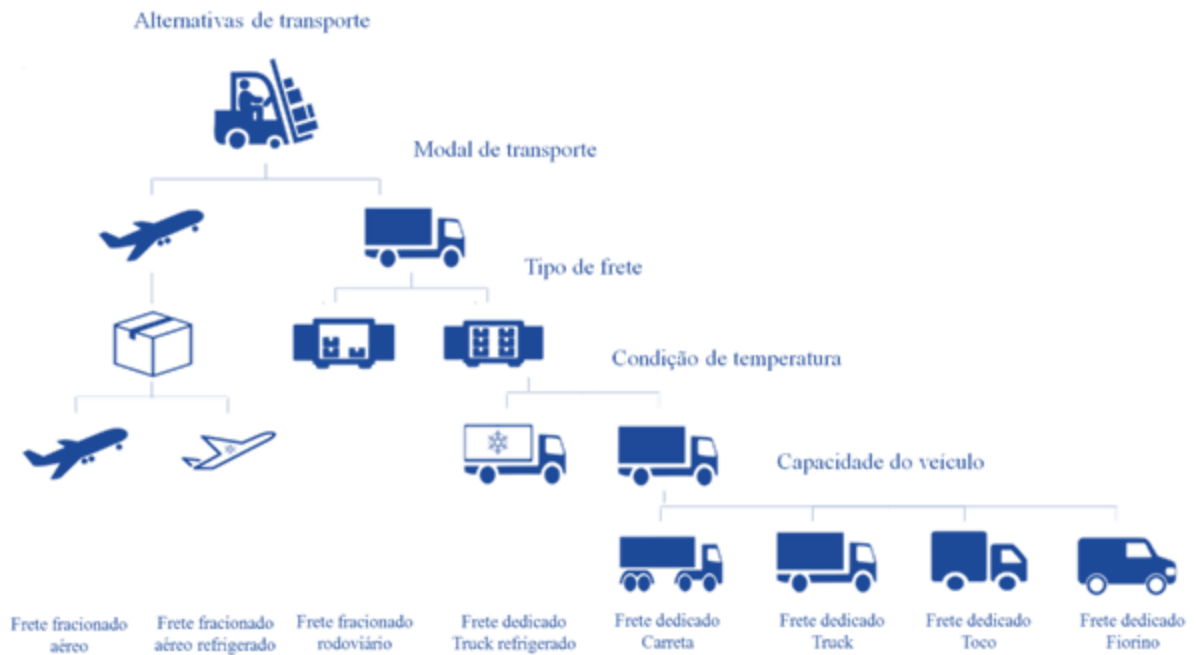 Alternativas de transporte
Modal de transporte
Tipo de frete
Condição de temperatura
Capacidade do veículo
Frete fracionado
aéreo
Frete fracionado
aéreo refrigerado
Frete fracionado
rodoviário
Frete dedicado
Truck refrigerado
Frete dedicado
Carreta
Frete dedicado
Truck
Frete dedicado
Toco
Frete dedicado
Fiorino